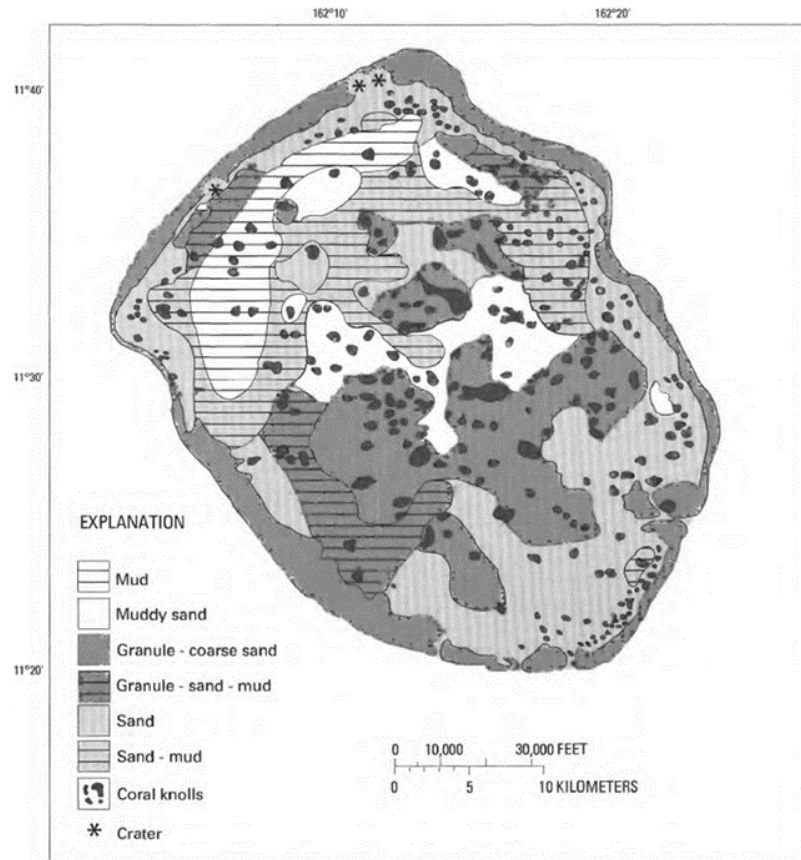 162°10' 162°20'
11°40'
11°30'
11°20'
EXPLANATION
Mud
Muddy sand
Granule - coarse sand
Granule - sand - mud
Sand
Sand - mud
Coral knolls
Crater
0 10,000 30,000 FEET
0 5 10 KILOMETERS